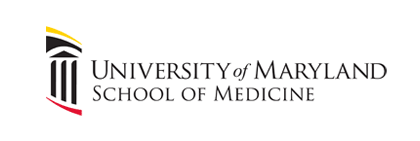 UNIVERSITY of MARYLAND
SCHOOL OF MEDICINE